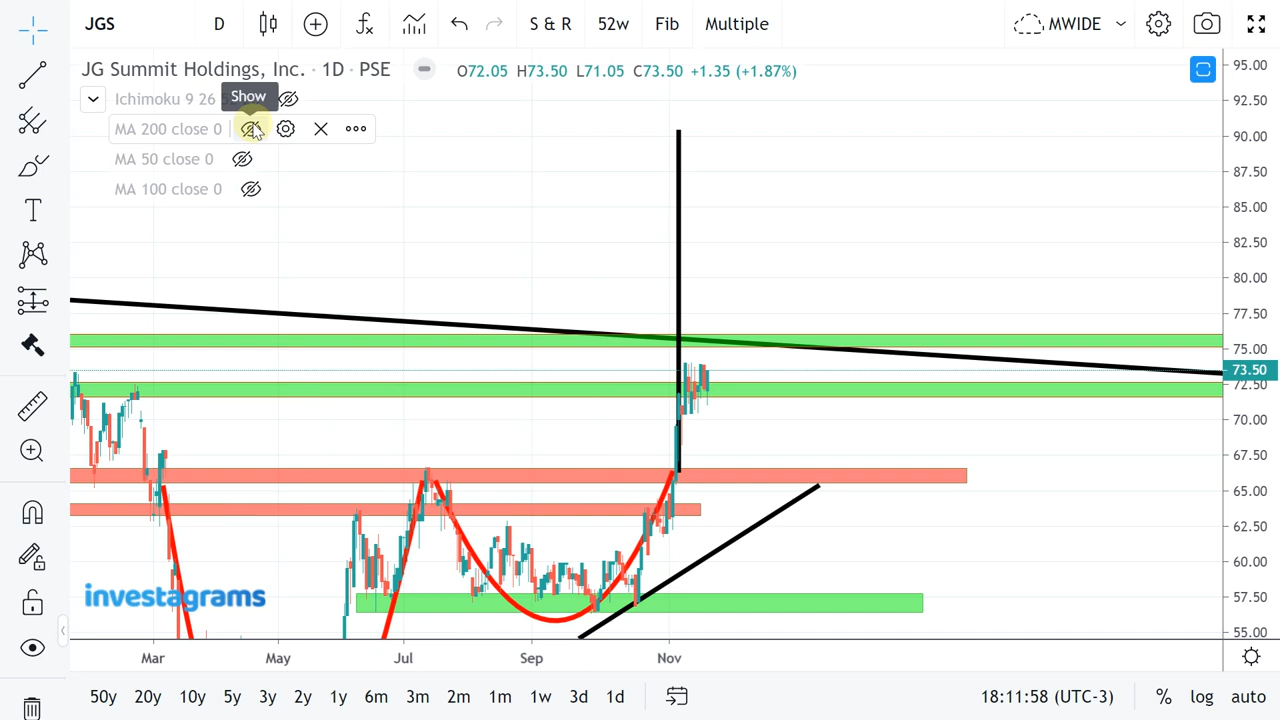 JGS D S & R 52w Fib Multiple MWIDE
JG Summit Holdings, Inc. · 1D · PSE O72.05 H73.50 L71.05 C73.50 +1.35 (+1.87%)
Ichimoku 9 26
Show
MA 200 close 0
MA 50 close 0
MA 100 close 0
95.00
92.50
90.00
87.50
85.00
82.50
80.00
77.50
75.00
73.50
72.50
70.00
67.50
65.00
62.50
60.00
57.50
55.00
investagrams
Mar May Jul Sep Nov
50y 20y 10y 5y 3y 2y 1y 6m 3m 2m 1m 1w 3d 1d 18:11:58 (UTC-3) % log auto